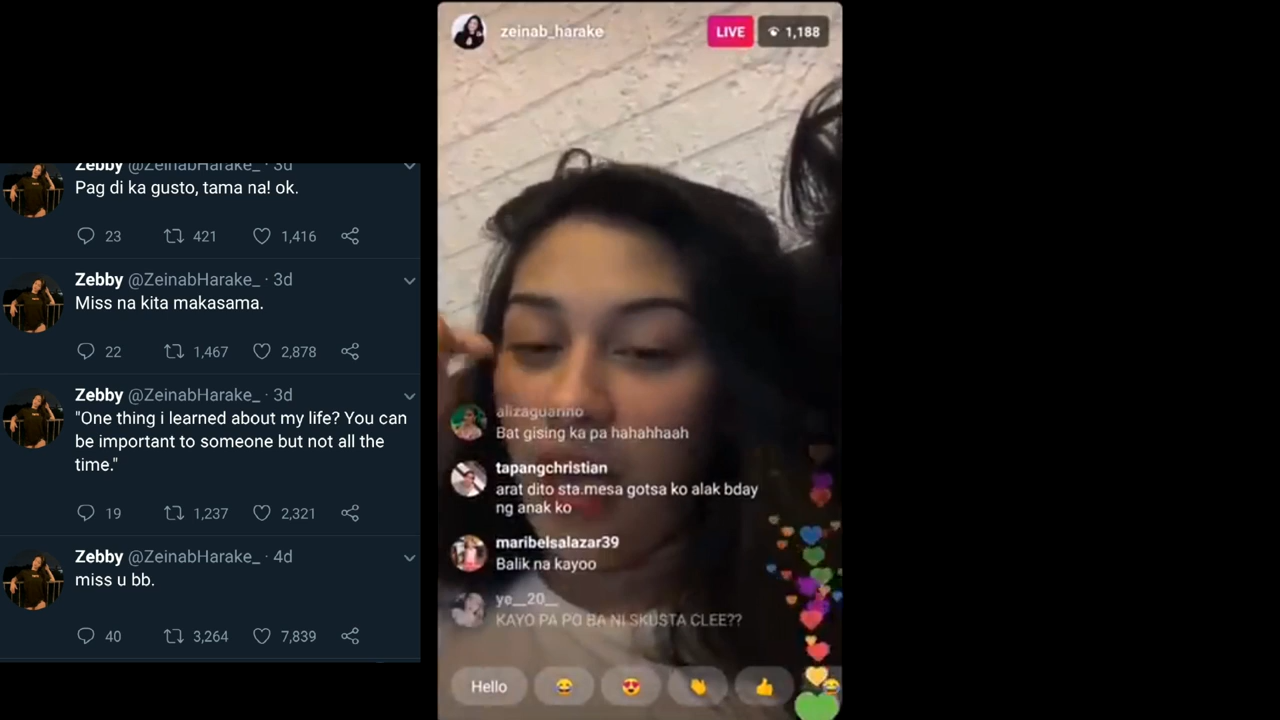 Zebby @ZeinabHarake_ · 3d
Pag di ka gusto, tama na! ok.
23 421 1,416
Zebby @ZeinabHarake_ · 3d
Miss na kita makasama.
22 1,467 2,878
Zebby @ZeinabHarake_ · 3d
"One thing i learned about my life? You can
be important to someone but not all the
time."
19 1,237 2,321
Zebby @ZeinabHarake_ · 4d
miss u bb.
40 3,264 7,839
zeinab_harake LIVE 1,188
alizaguarino
Bat gising ka pa hahahhaah
tapangchristian
arat dito sta.mesa gotsa ko alak bday
ng anak ko
maribelsalazar39
Balik na kayoo
ye__20__
KAYO PA PO BA NI SKUSTA CLEE??
Hello